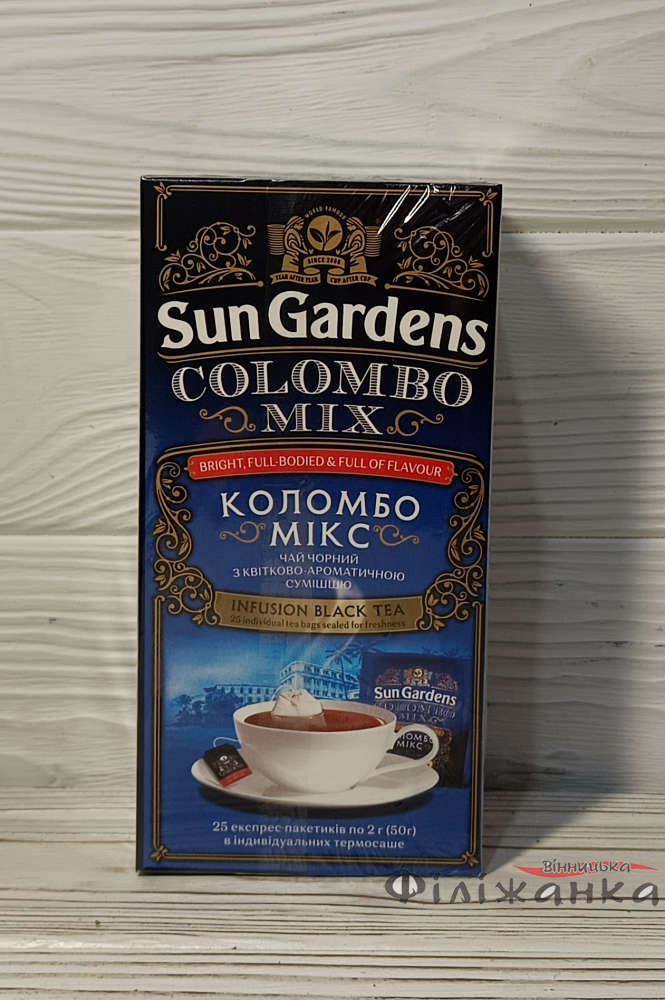 WORLD FAMOUS
SINCE 2003
YEAR AFTER YEAR CUP AFTER CUP
Sun Gardens
COLOMBO
MIX
BRIGHT, FULL-BODIED & FULL OF FLAVOUR
КОЛОМБО
МІКС
ЧАЙ ЧОРНИЙ
З КВІТКОВО-АРОМАТИЧНОЮ
СУМІШШЮ
INFUSION BLACK TEA
25 individual tea bags sealed for freshness
Sun Gardens
COLOMBO
MIX
КОЛОМБО
МІКС
25 експрес-пакетиків по 2 г (50г)
в індивідуальних термосаше
Вінницька
Філіжанка